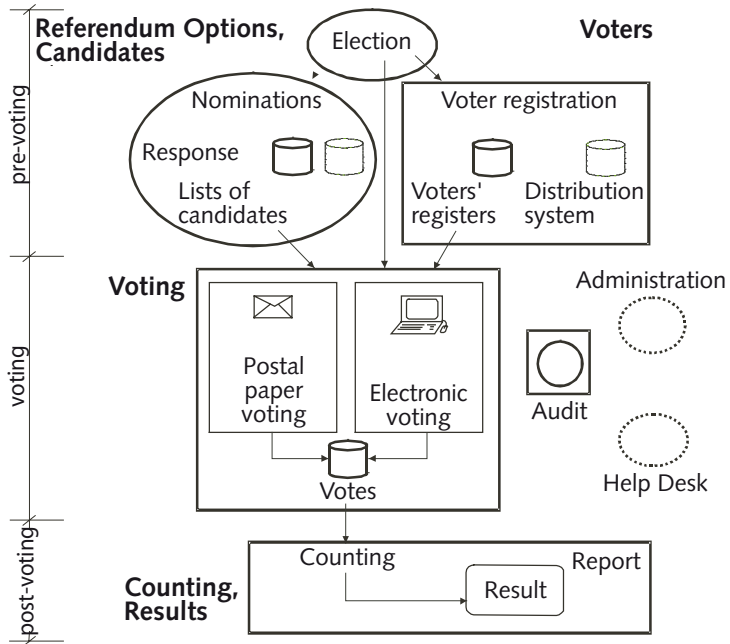 Referendum Options,
Candidates
Election
Voters
pre-voting
Nominations
Response
Lists of
candidates
Voter registration
Voters'
registers
Distribution
system
voting
Voting
Postal
paper
voting
Electronic
voting
Votes
Administration
Audit
Help Desk
post-voting
Counting,
Results
Counting
Result
Report